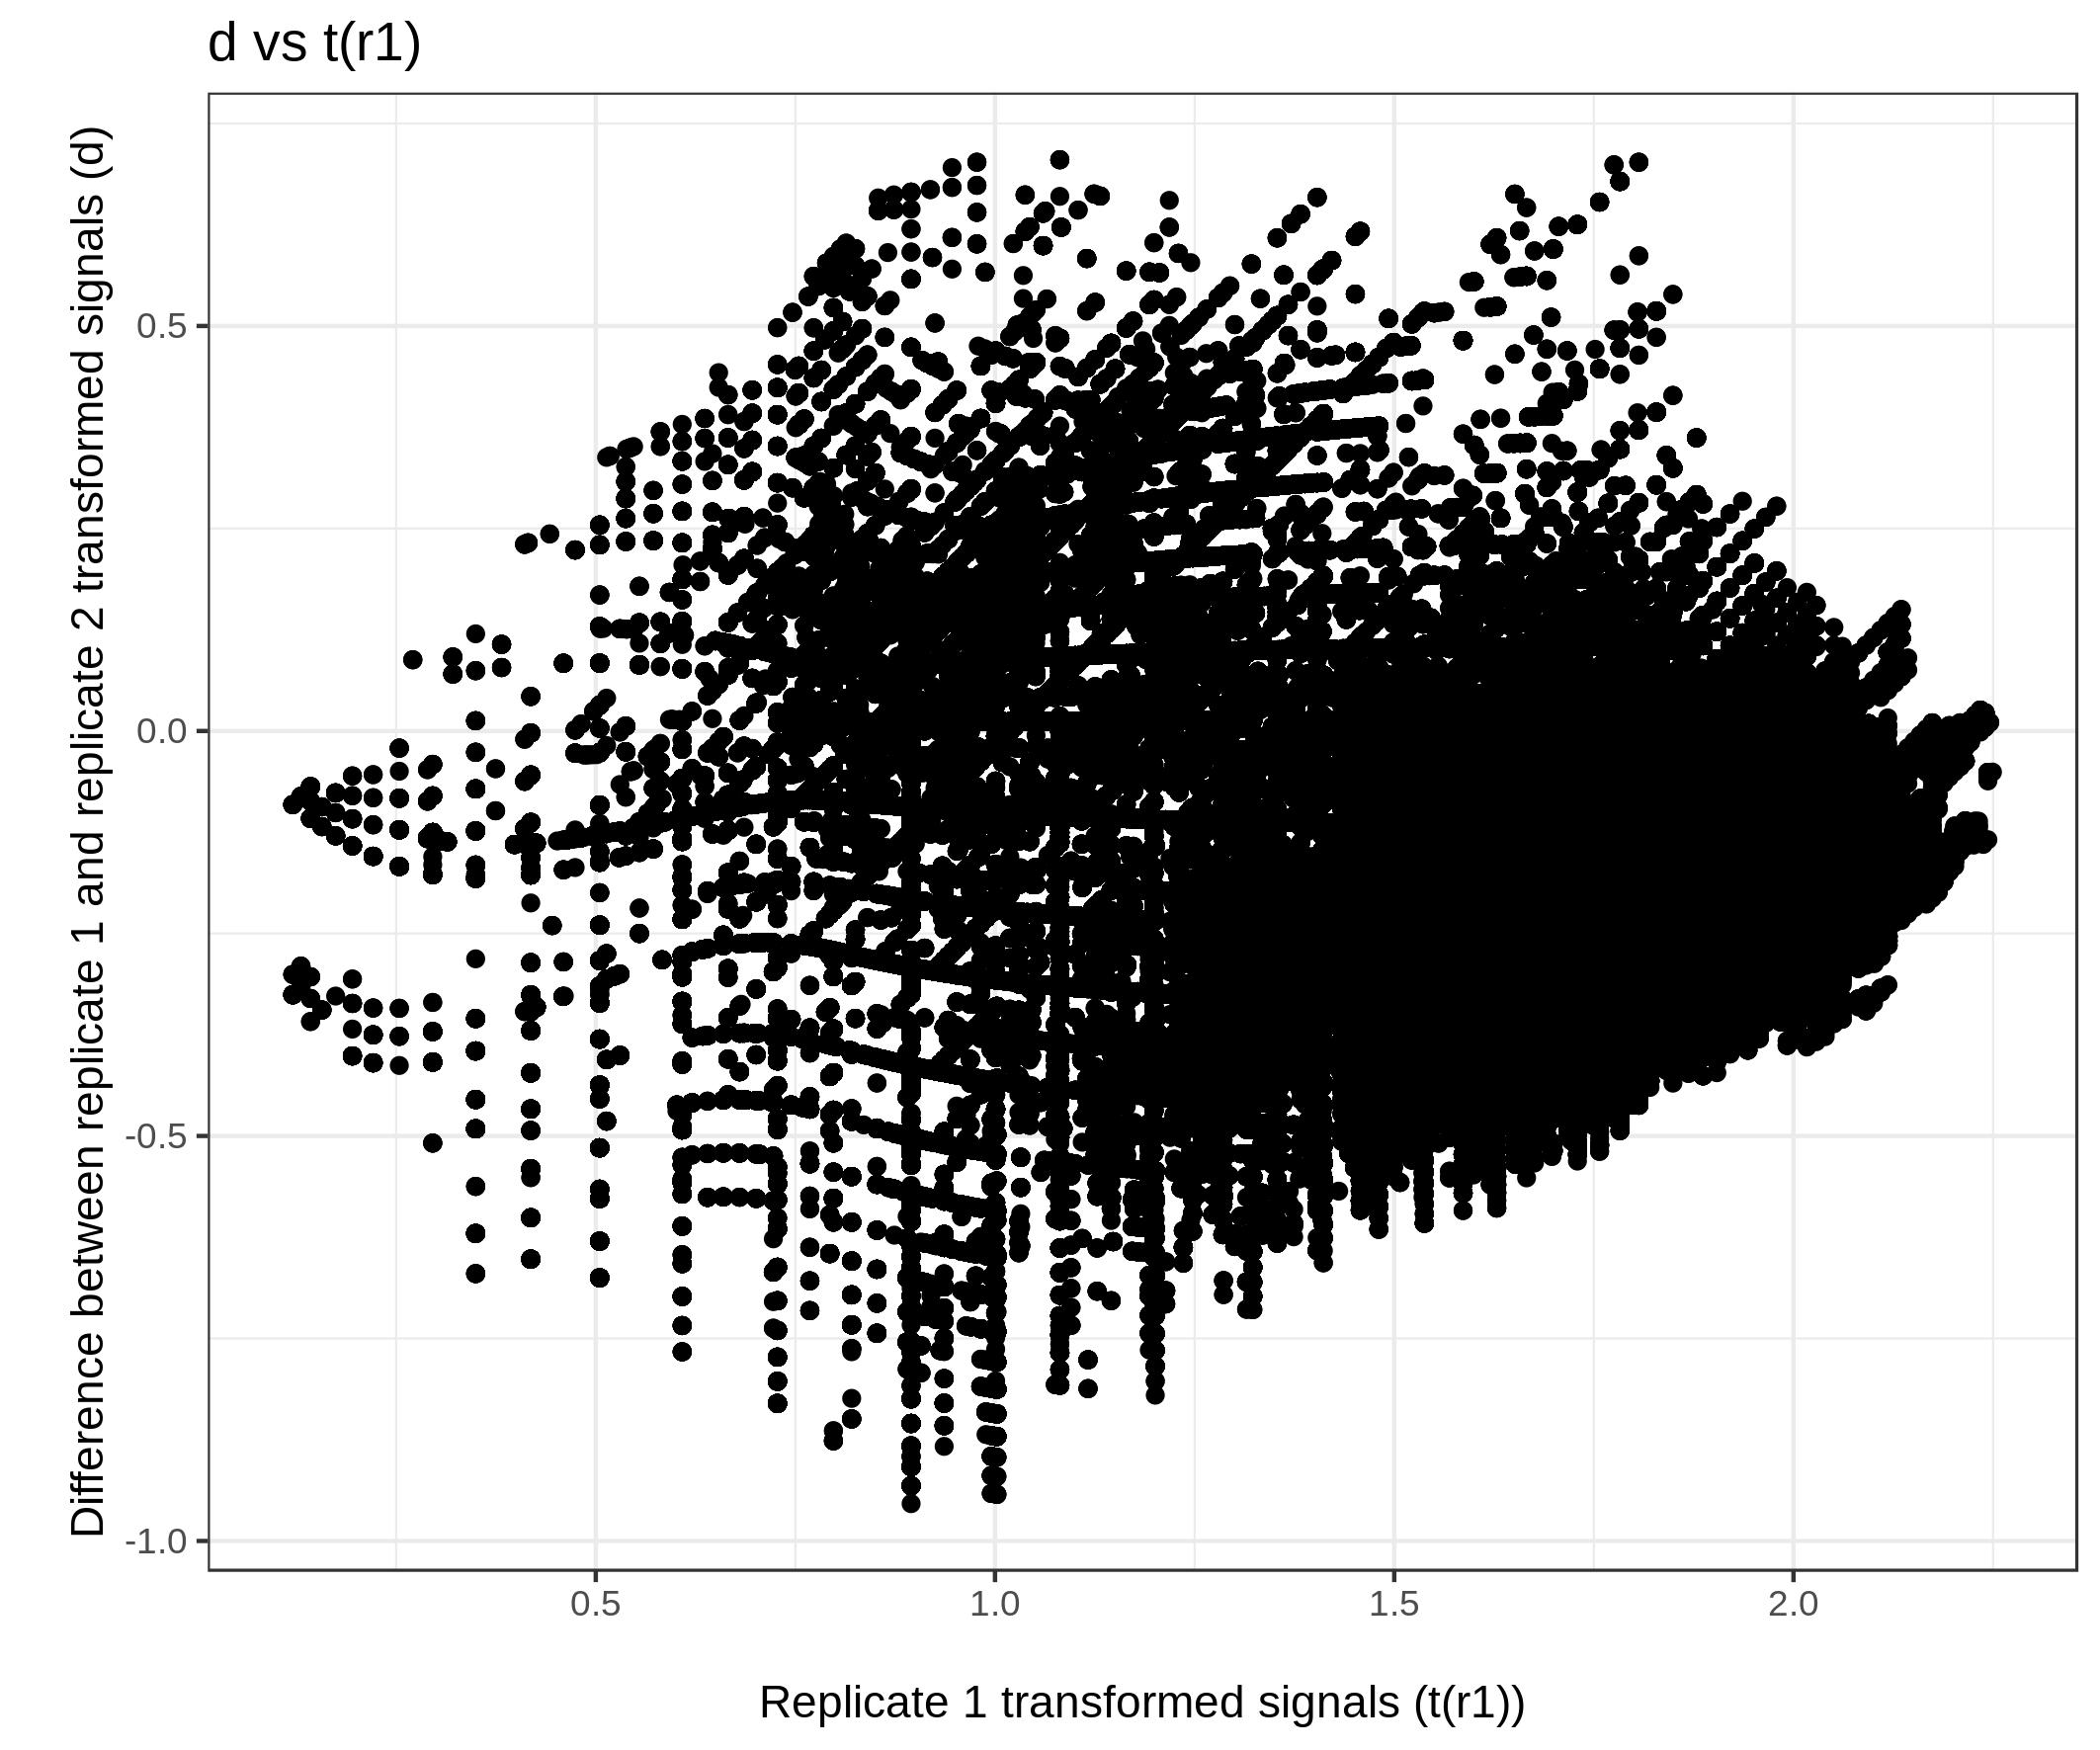 d vs t(r1)
Difference between replicate 1 and replicate 2 transformed signals (d)
0.5
0.0
-0.5
-1.0
0.5 1.0 1.5 2.0
Replicate 1 transformed signals (t(r1))